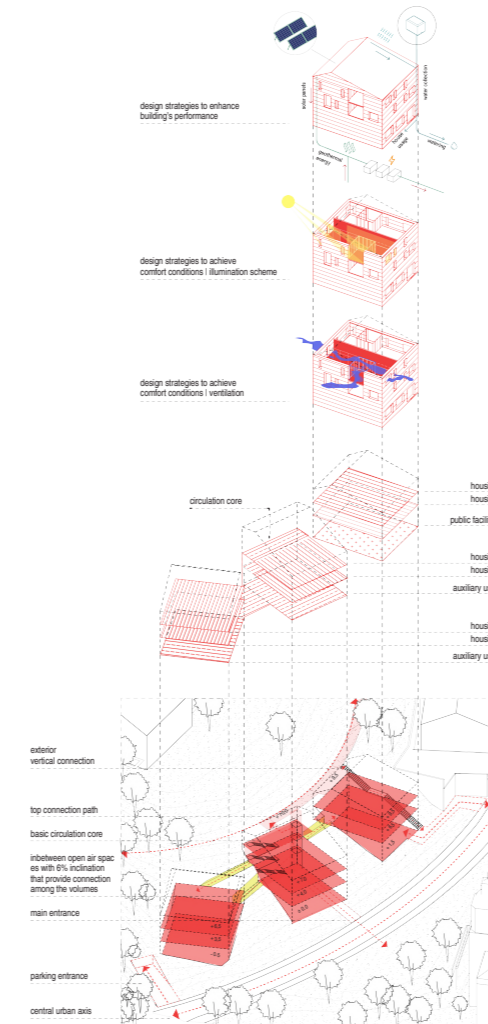 solar panels
water collection
house
usage
watering
geothermal
energy
design strategies to enhance
building's performance
design strategies to achieve
comfort conditions | illumination scheme
design strategies to achieve
comfort conditions | ventilation
circulation core
hous
hous
public facili
hous
hous
auxiliary u
hous
hous
auxiliary u
exterior
vertical connection
top connection path
basic circulation core
inbetween open air spac
es with 6% inclination
that provide connection
among the volumes
main entrance
parking entrance
central urban axis